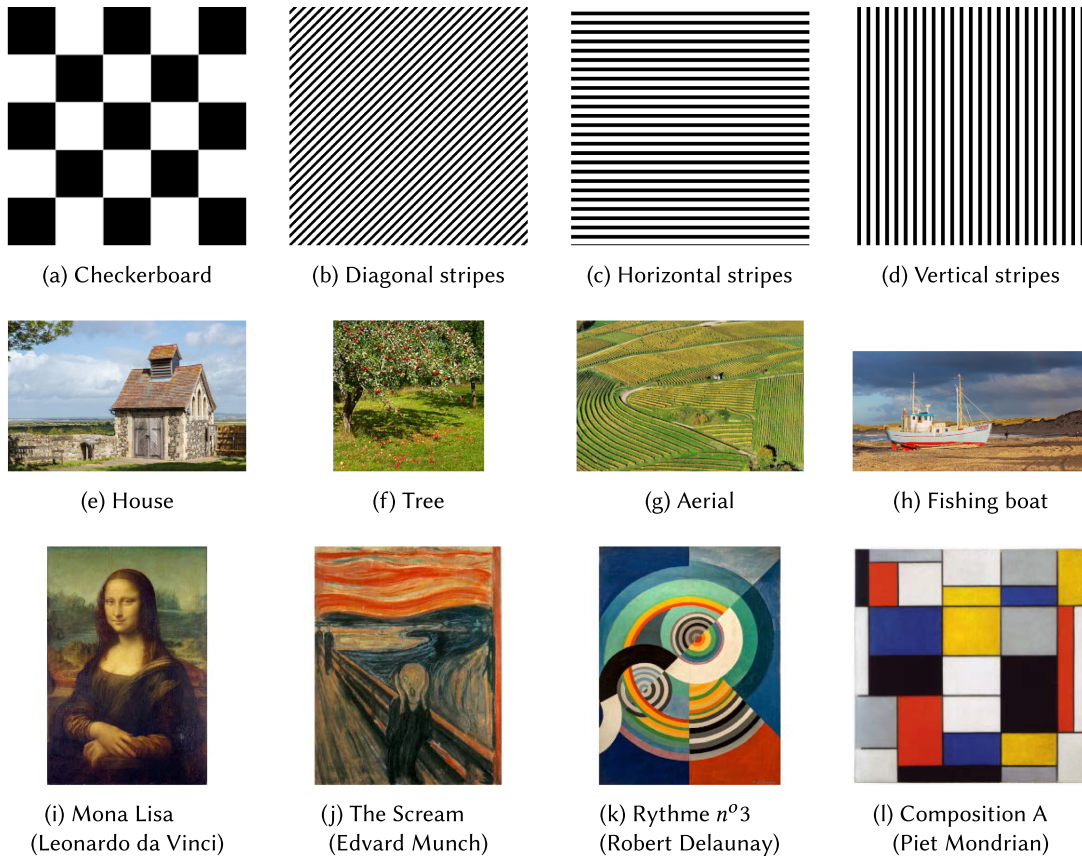 (a) Checkerboard
(b) Diagonal stripes
(c) Horizontal stripes
(d) Vertical stripes
(e) House
(f) Tree
(g) Aerial
(h) Fishing boat
(i) Mona Lisa
(Leonardo da Vinci)
(j) The Scream
(Edvard Munch)
(k) Rythme nº3
(Robert Delaunay)
(l) Composition A
(Piet Mondrian)